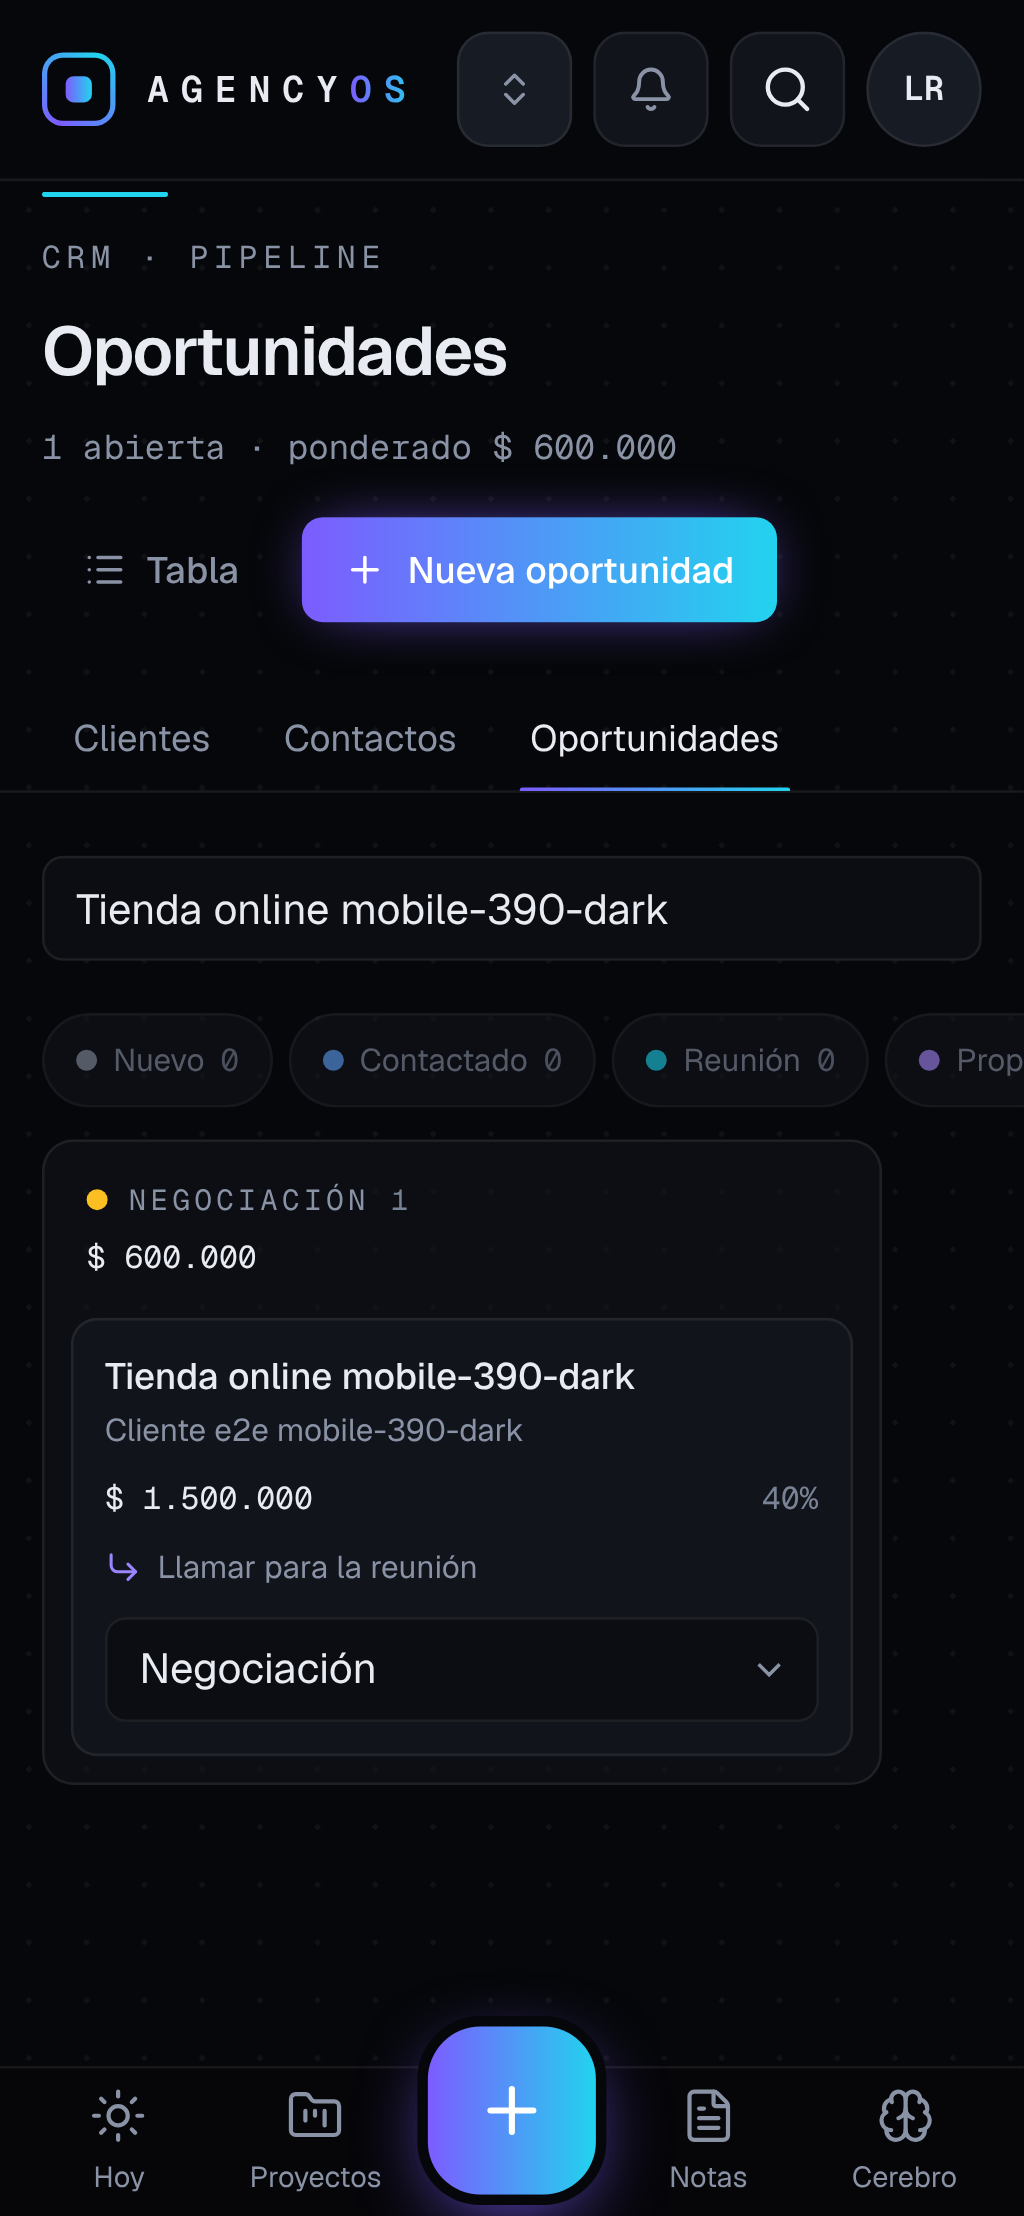 AGENCYOS
LR
CRM · PIPELINE
Oportunidades
1 abierta · ponderado $ 600.000
Tabla
+ Nueva oportunidad
Clientes Contactos Oportunidades
Tienda online mobile-390-dark
Nuevo 0 Contactado 0 Reunión 0 Prop
NEGOCIACIÓN 1
$ 600.000
Tienda online mobile-390-dark
Cliente e2e mobile-390-dark
$ 1.500.000 40%
Llamar para la reunión
Negociación
Hoy Proyectos Notas Cerebro